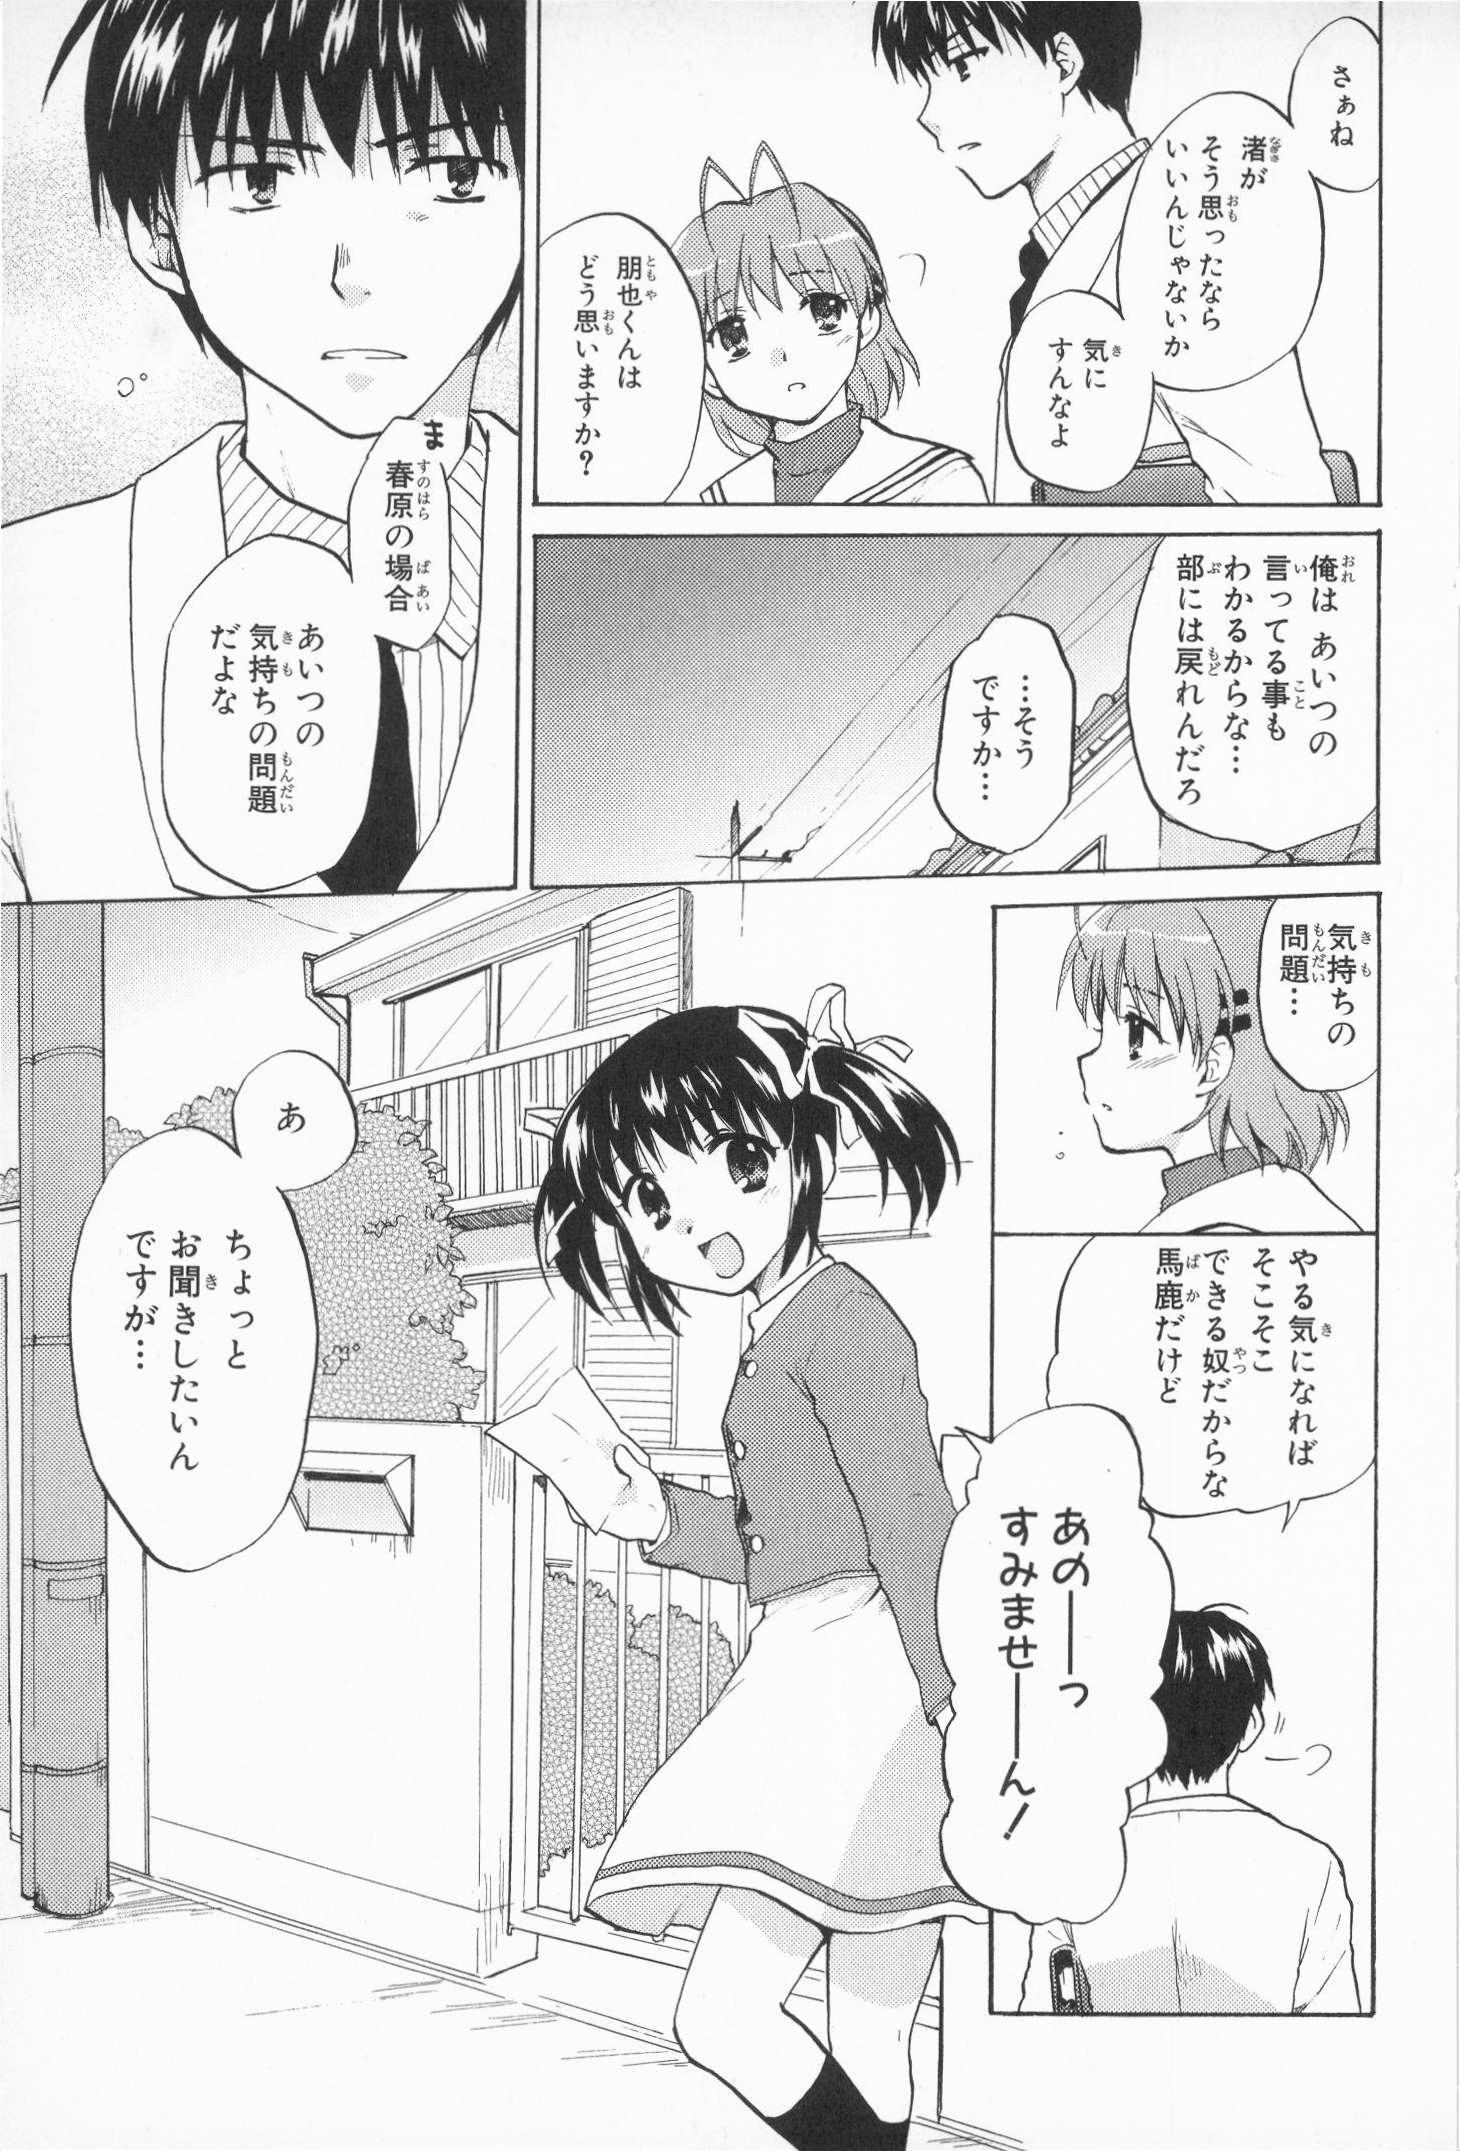 さぁね
渚が
そう思ったなら
いいんじゃないか
気に
すんなよ
朋也くんは
どう思いますか？
俺は あいつの
言ってる事も
わかるからな…
部には戻れんだろ
…そう
ですか…
ま
春原の場合
あいつの
気持ちの問題
だよな
気持ちの
問題…
やる気になれば
そこそこ
できる奴だからな
馬鹿だけど
あのーっ
すみませーん！
あ
ちょっと
お聞きしたいん
ですが…